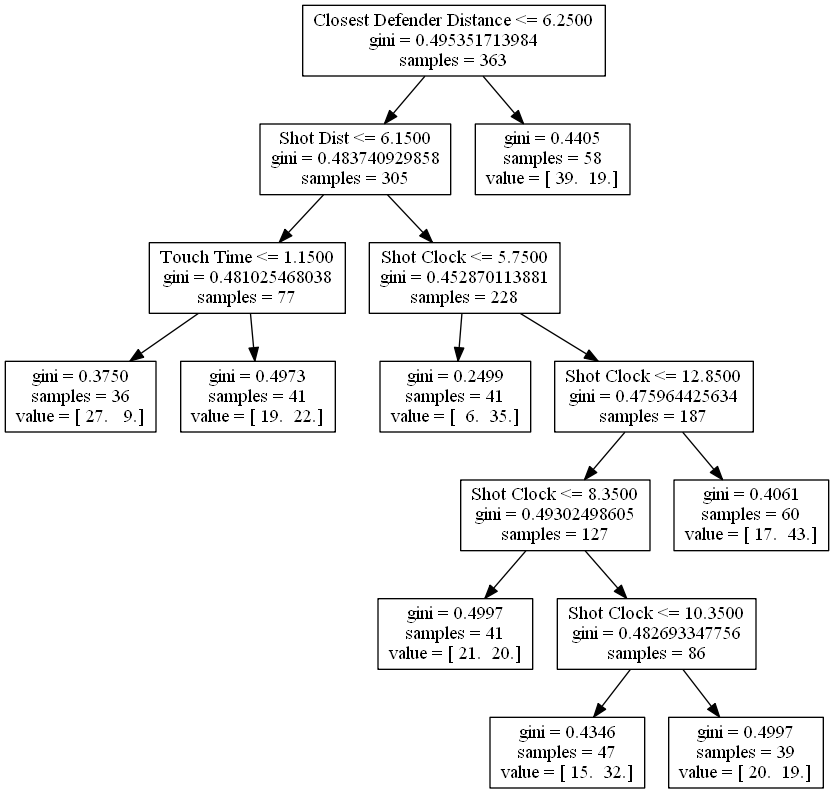 Closest Defender Distance <= 6.2500
gini = 0.495351713984
samples = 363
Shot Dist <= 6.1500
gini = 0.483740929858
samples = 305
gini = 0.4405
samples = 58
value = [ 39.  19.]
Touch Time <= 1.1500
gini = 0.481025468038
samples = 77
Shot Clock <= 5.7500
gini = 0.452870113881
samples = 228
gini = 0.3750
samples = 36
value = [ 27.   9.]
gini = 0.4973
samples = 41
value = [ 19.  22.]
gini = 0.2499
samples = 41
value = [  6.  35.]
Shot Clock <= 12.8500
gini = 0.475964425634
samples = 187
Shot Clock <= 8.3500
gini = 0.49302498605
samples = 127
gini = 0.4061
samples = 60
value = [ 17.  43.]
gini = 0.4997
samples = 41
value = [ 21.  20.]
Shot Clock <= 10.3500
gini = 0.482693347756
samples = 86
gini = 0.4346
samples = 47
value = [ 15.  32.]
gini = 0.4997
samples = 39
value = [ 20.  19.]